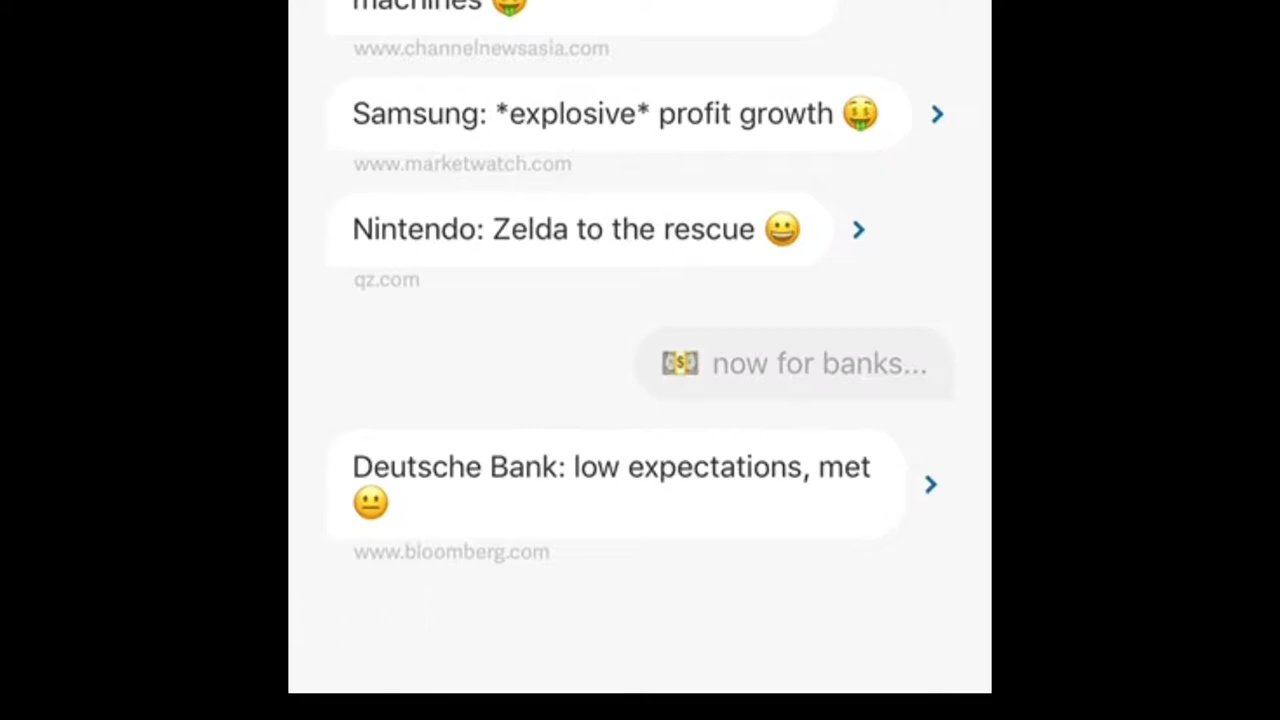 machines 🤑
www.channelnewsasia.com
Samsung: *explosive* profit growth 🤑
www.marketwatch.com
Nintendo: Zelda to the rescue 😀
qz.com
💵 now for banks...
Deutsche Bank: low expectations, met
😐
www.bloomberg.com